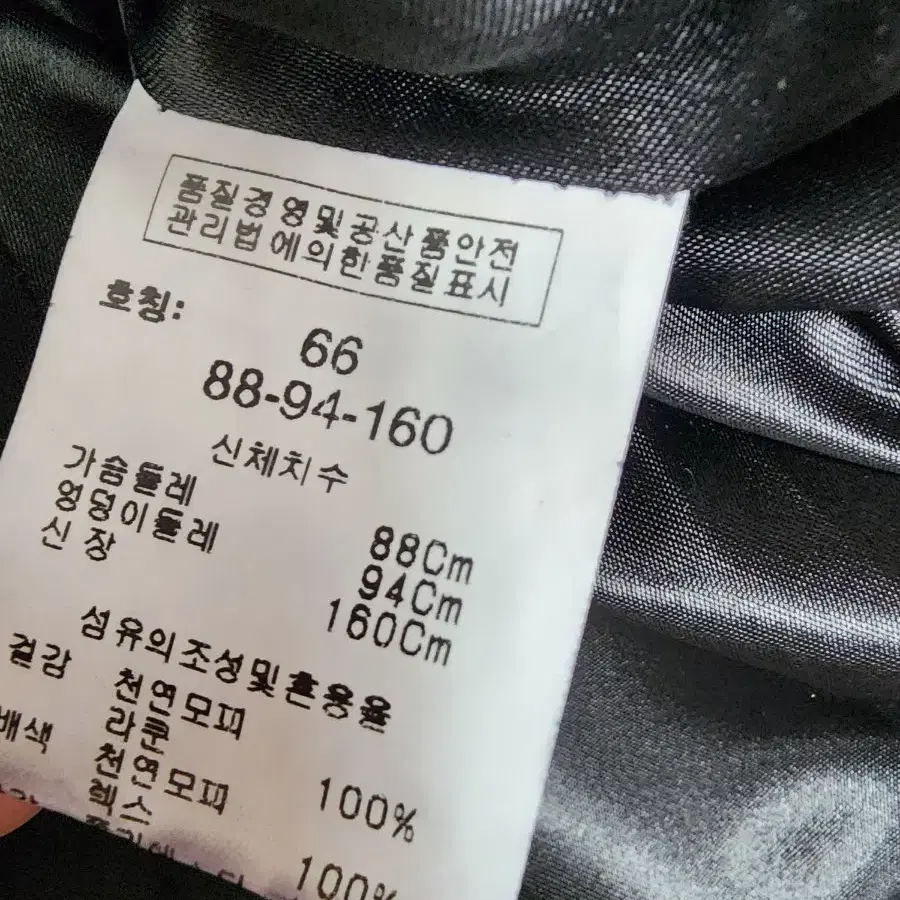 품질경영및공산품안전
관리법에의한품질표시
호칭:
66
88-94-160
신체치수
가슴둘레 88Cm
엉덩이둘레 94Cm
신장 160Cm
섬유의조성및혼용율
겉감 천연모피
라쿤 100%
배색 천연모피
렉스 100%